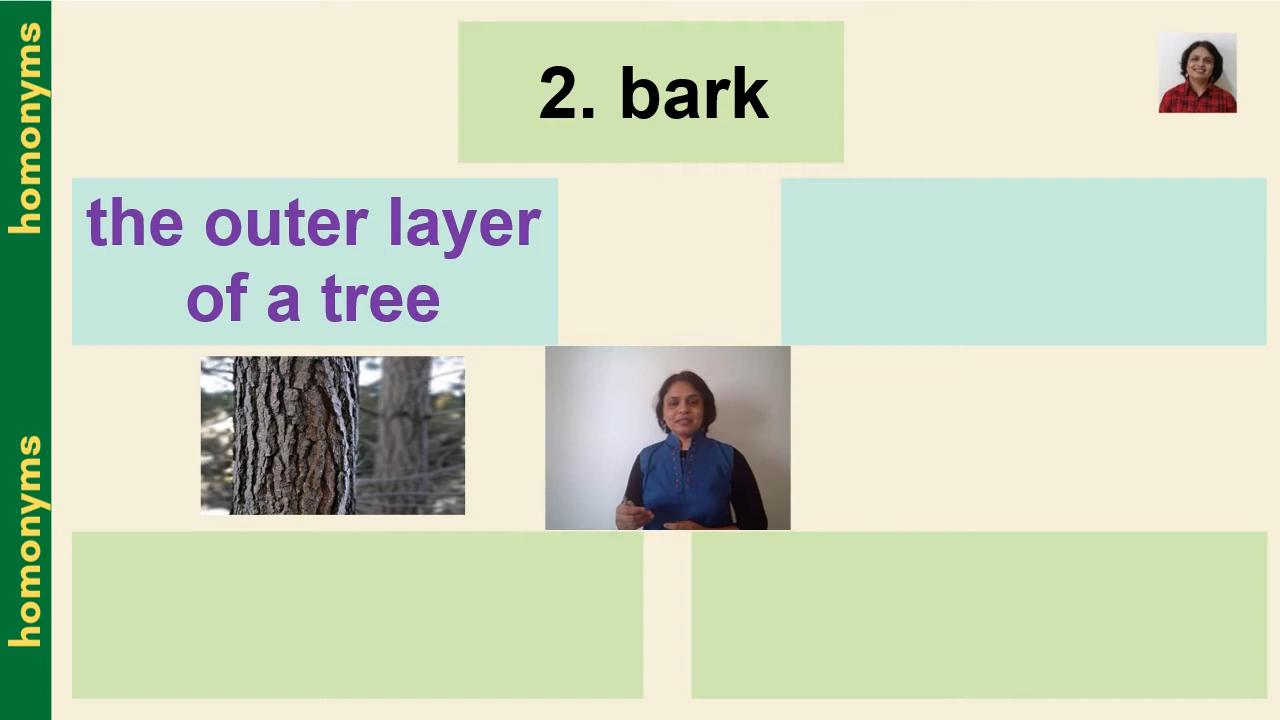 homonyms
homonyms
2. bark
the outer layer
of a tree